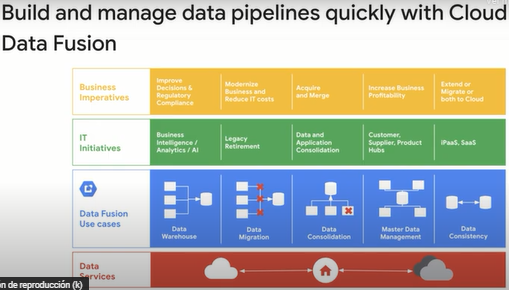 Build and manage data pipelines quickly with Cloud
Data Fusion
Business
Imperatives
Improve
Decisions &
Regulatory
Compliance
Modernize
Business and
Reduce IT costs
Acquire
and Merge
Increase Business
Profitability
Extend or
Migrate or
both to Cloud
IT
Initiatives
Business
Intelligence /
Analytics / AI
Legacy
Retirement
Data and
Application
Consolidation
Customer,
Supplier, Product
Hubs
iPaaS, SaaS
Data Fusion
Use cases
Data
Warehouse
Data
Migration
Data
Consolidation
Master Data
Management
Data
Consistency
Data
Services
ón de reproducción (k)